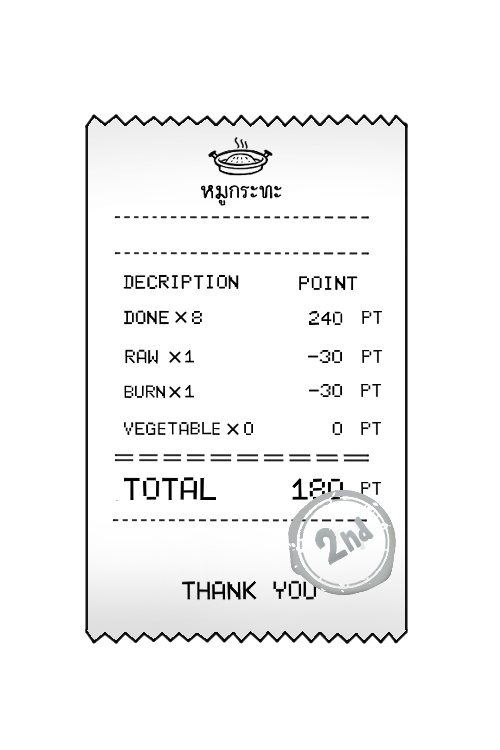 หมูกระทะ
DECRIPTION POINT
DONE×8 240 PT
RAW ×1 -30 PT
BURN×1 -30 PT
VEGETABLE ×0 0 PT
TOTAL 180 PT
2nd
THANK YOU